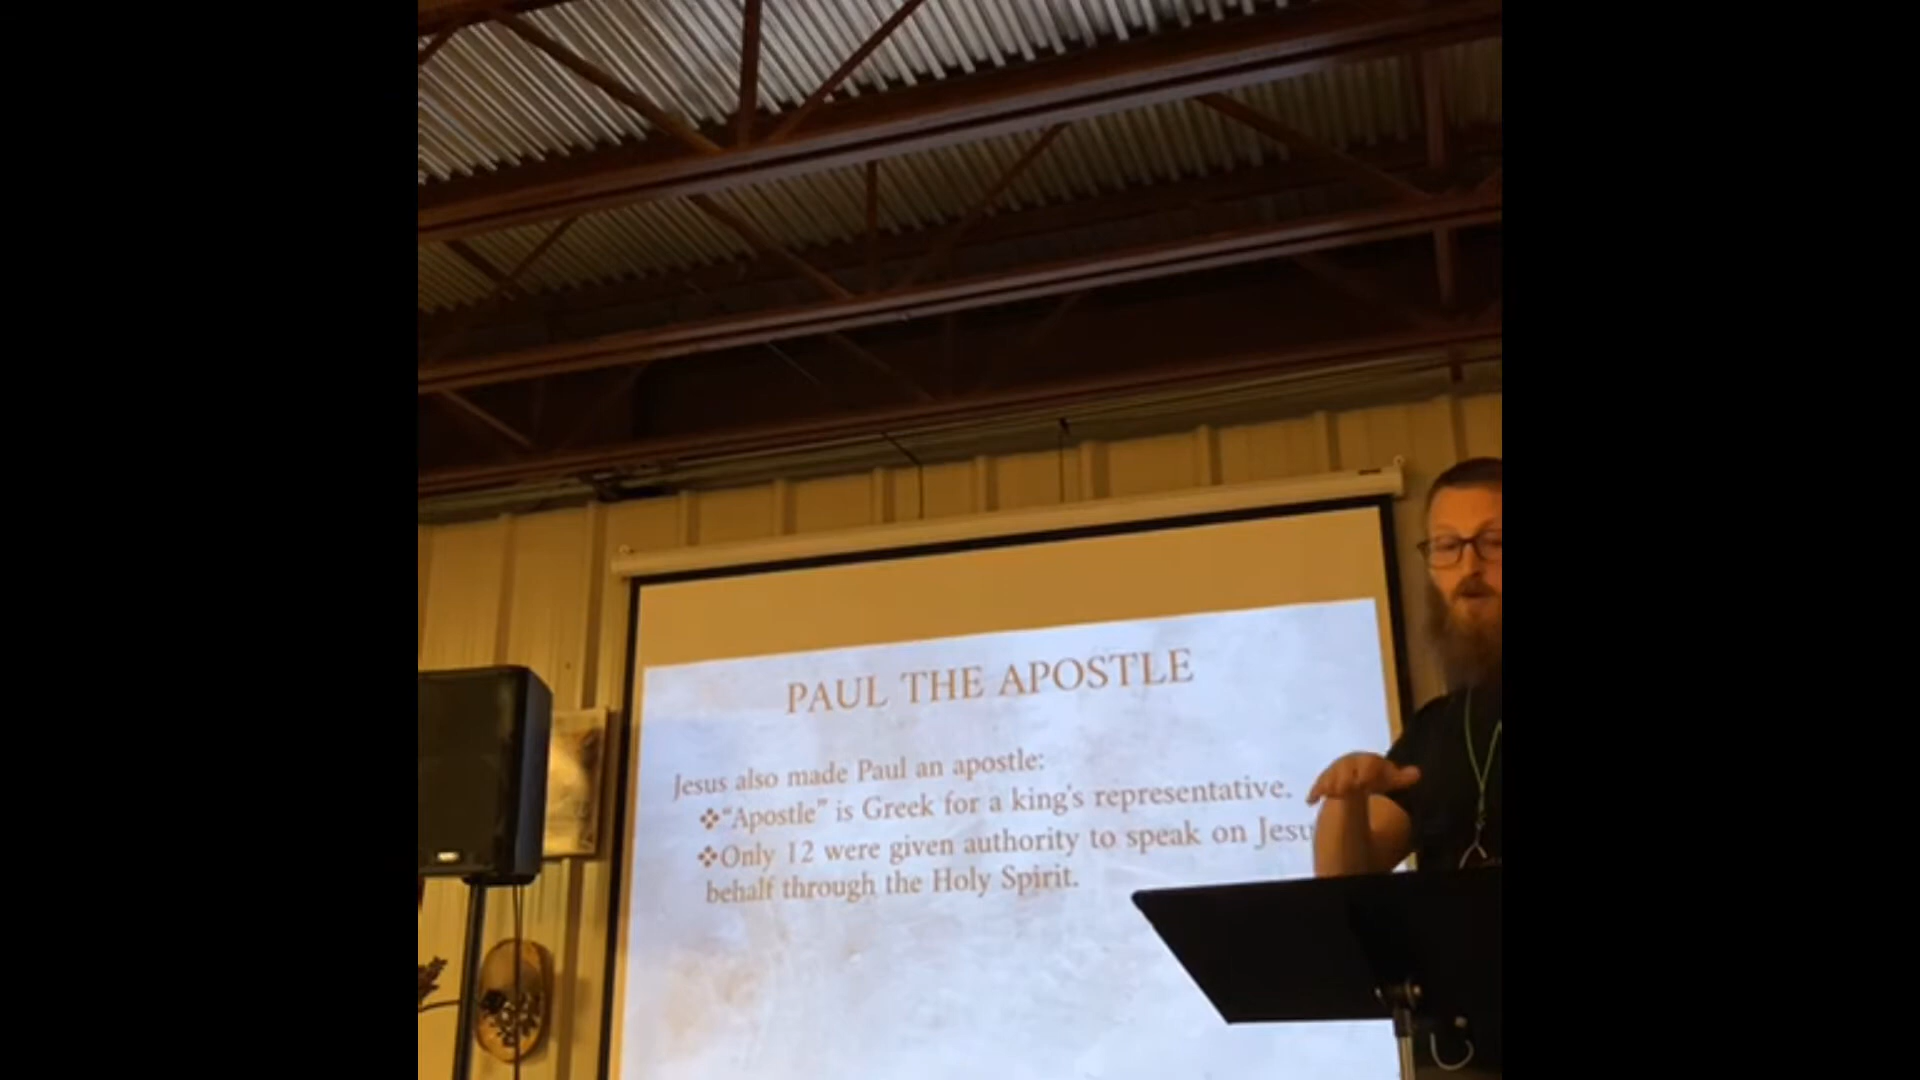 PAUL THE APOSTLE
Jesus also made Paul an apostle:
❖“Apostle” is Greek for a king's representative.
❖Only 12 were given authority to speak on Jesu
behalf through the Holy Spirit.